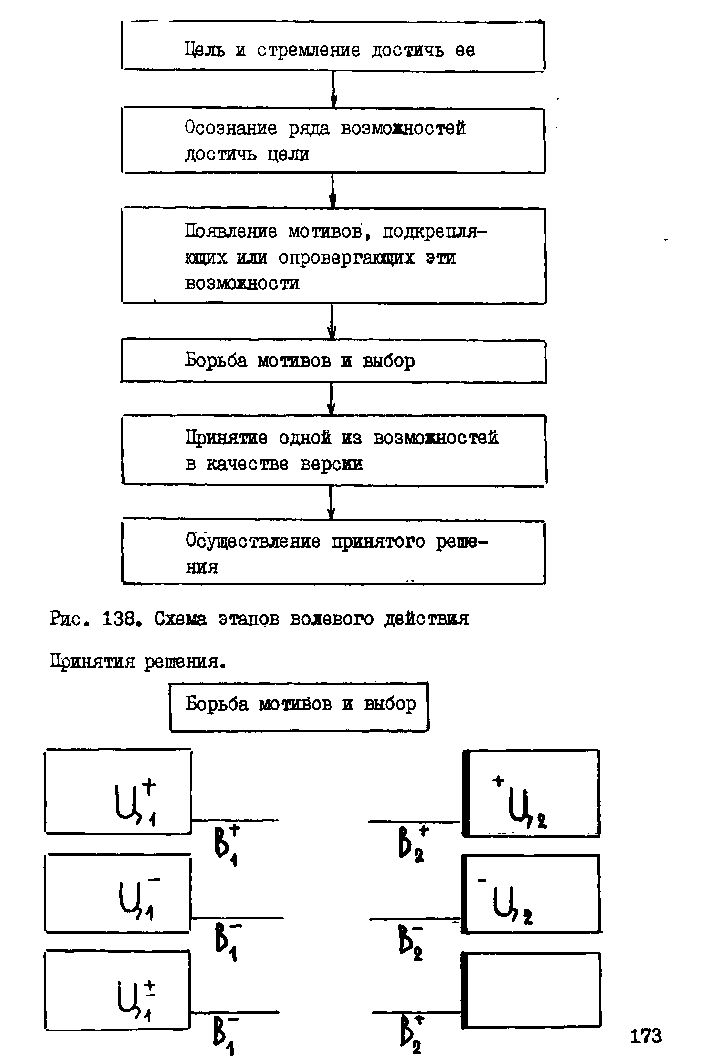 Цель и стремление достичь ее
Осознание ряда возможностей
достичь цели
Появление мотивов, подкрепля-
ющих или опровергающих эти
возможности
Борьба мотивов и выбор
Принятие одной из возможностей
в качестве версии
Осуществление принятого реше-
ния
Рис. 138. Схема этапов волевого действия
Принятия решения.
Борьба мотивов и выбор
Ц₁⁺ ⁺Ц₂
В₁⁺ В₂⁺
Ц₁⁻ ⁻Ц₂
В₁⁻ В₂⁻
Ц₁±
В₁⁻ В₂⁺
173